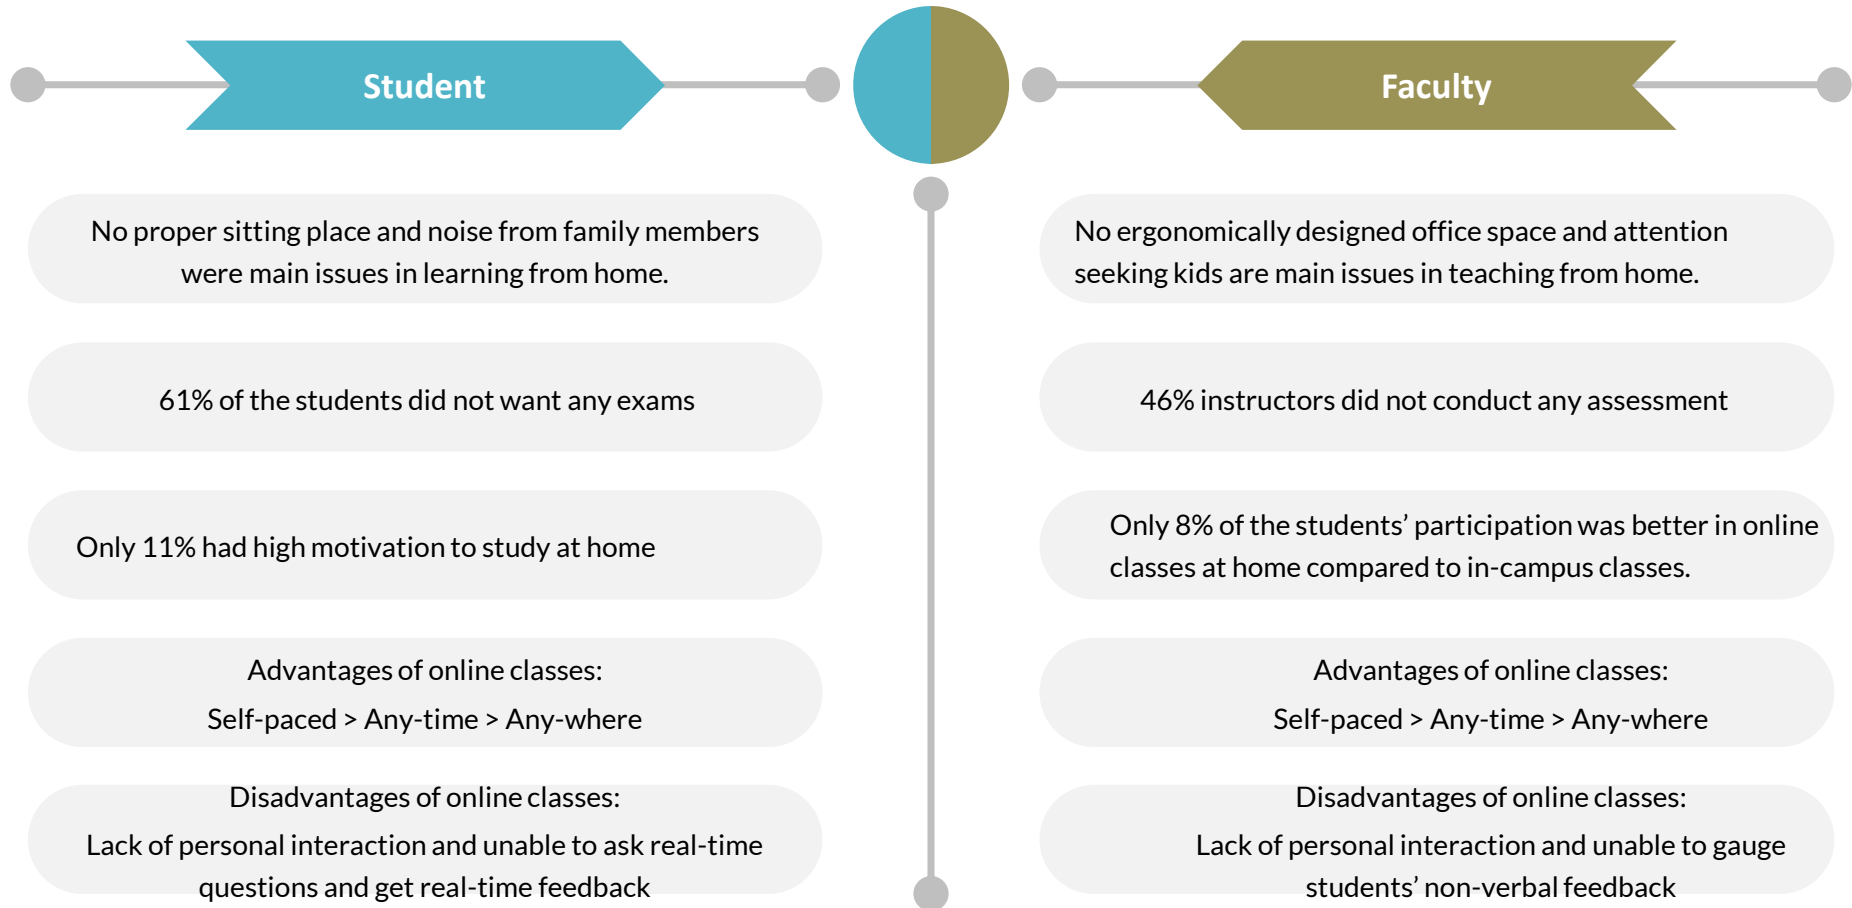 Student
No proper sitting place and noise from family members
were main issues in learning from home.
61% of the students did not want any exams
Only 11% had high motivation to study at home
Advantages of online classes:
Self-paced > Any-time > Any-where
Disadvantages of online classes:
Lack of personal interaction and unable to ask real-time
questions and get real-time feedback
Faculty
No ergonomically designed office space and attention
seeking kids are main issues in teaching from home.
46% instructors did not conduct any assessment
Only 8% of the students’ participation was better in online
classes at home compared to in-campus classes.
Advantages of online classes:
Self-paced > Any-time > Any-where
Disadvantages of online classes:
Lack of personal interaction and unable to gauge
students’ non-verbal feedback